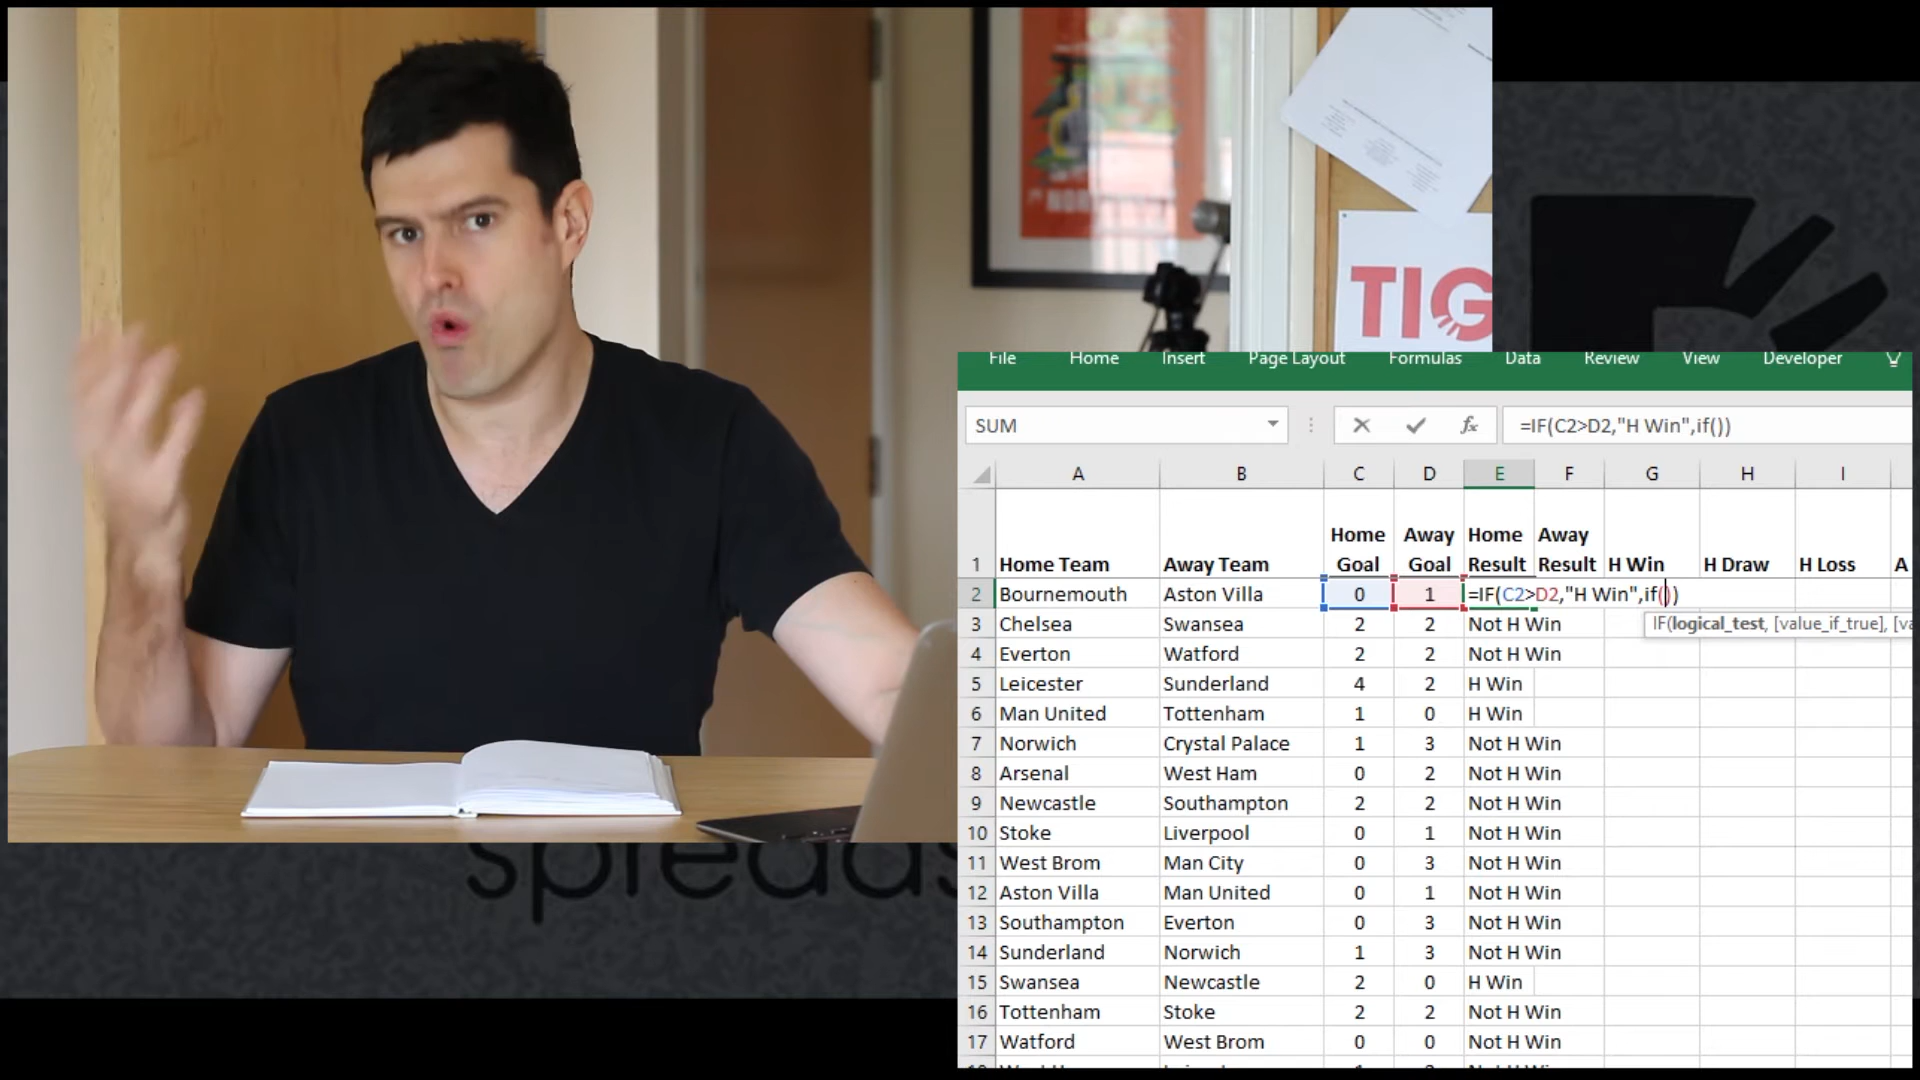 TIG
File Home Insert Page Layout Formulas Data Review View Developer
SUM
fx
=IF(C2>D2,"H Win",if())
A B C D E F G H I
Home Away Home Away
1 Home Team Away Team Goal Goal Result Result H Win H Draw H Loss A
2 Bournemouth Aston Villa 0 1 =IF(C2>D2,"H Win",if())
3 Chelsea Swansea 2 2 Not H Win
IF(logical_test, [value_if_true], [va
4 Everton Watford 2 2 Not H Win
5 Leicester Sunderland 4 2 H Win
6 Man United Tottenham 1 0 H Win
7 Norwich Crystal Palace 1 3 Not H Win
8 Arsenal West Ham 0 2 Not H Win
9 Newcastle Southampton 2 2 Not H Win
10 Stoke Liverpool 0 1 Not H Win
11 West Brom Man City 0 3 Not H Win
12 Aston Villa Man United 0 1 Not H Win
13 Southampton Everton 0 3 Not H Win
14 Sunderland Norwich 1 3 Not H Win
15 Swansea Newcastle 2 0 H Win
16 Tottenham Stoke 2 2 Not H Win
17 Watford West Brom 0 0 Not H Win
spreads